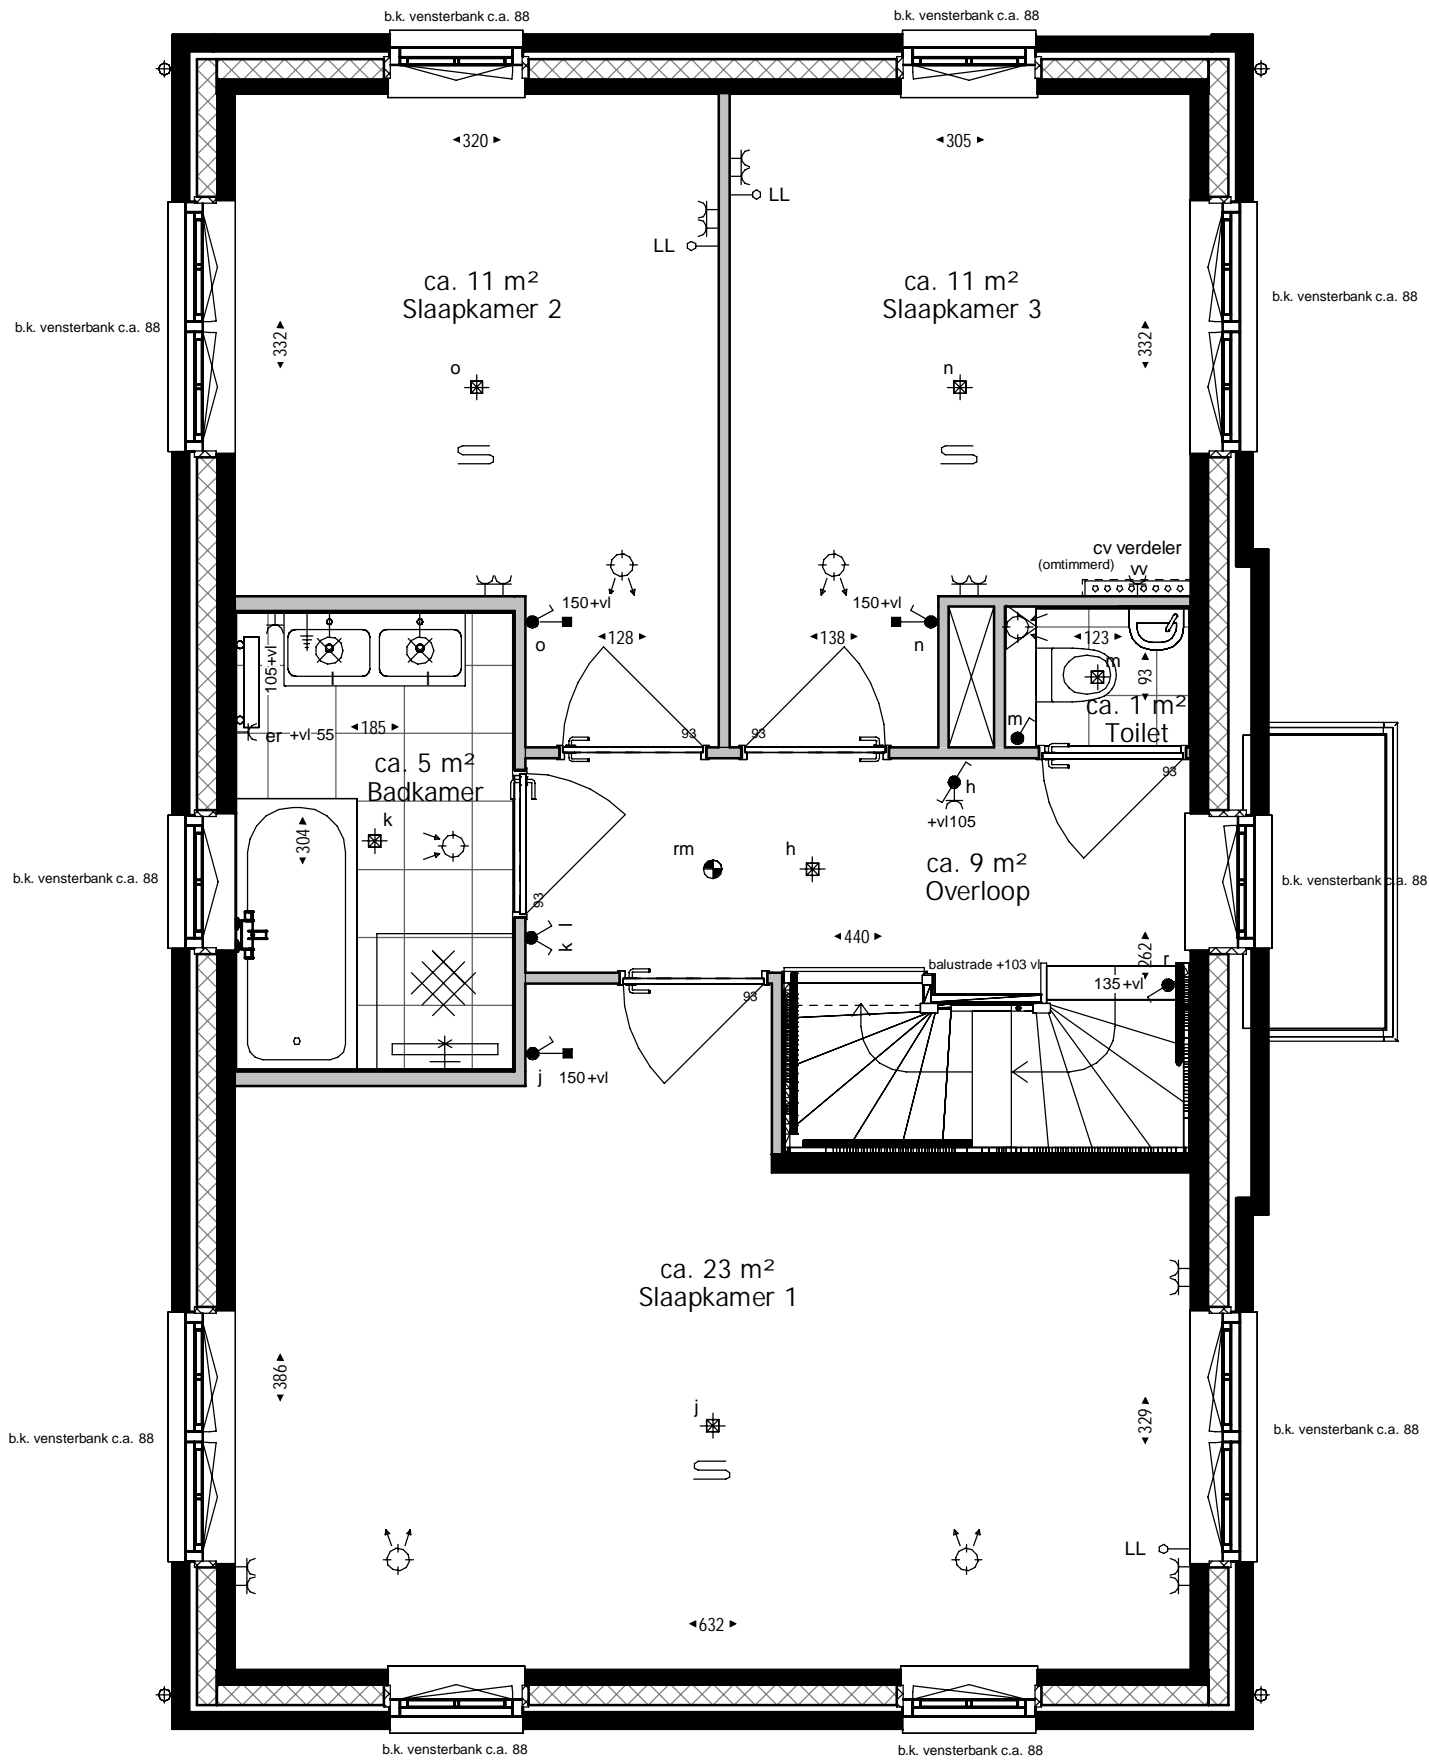 b.k. vensterbank c.a. 88
b.k. vensterbank c.a. 88
320
305
LL
LL
ca. 11 m²
Slaapkamer 2
ca. 11 m²
Slaapkamer 3
b.k. vensterbank c.a. 88
b.k. vensterbank c.a. 88
332
332
o
n
cv verdeler
(omtimmerd)
vv
150+vl
150+vl
o
n
128
138
123
105+vl
m
93
er +vl 55
185
ca. 1 m²
Toilet
m
93
93
93
ca. 5 m²
Badkamer
h
+vl105
k
304
rm
h
ca. 9 m²
Overloop
b.k. vensterbank c.a. 88
b.k. vensterbank c.a. 88
93
l
k
440
262
balustrade +103 vl
r
135+vl
93
j
150+vl
ca. 23 m²
Slaapkamer 1
386
j
329
b.k. vensterbank c.a. 88
b.k. vensterbank c.a. 88
LL
632
b.k. vensterbank c.a. 88
b.k. vensterbank c.a. 88